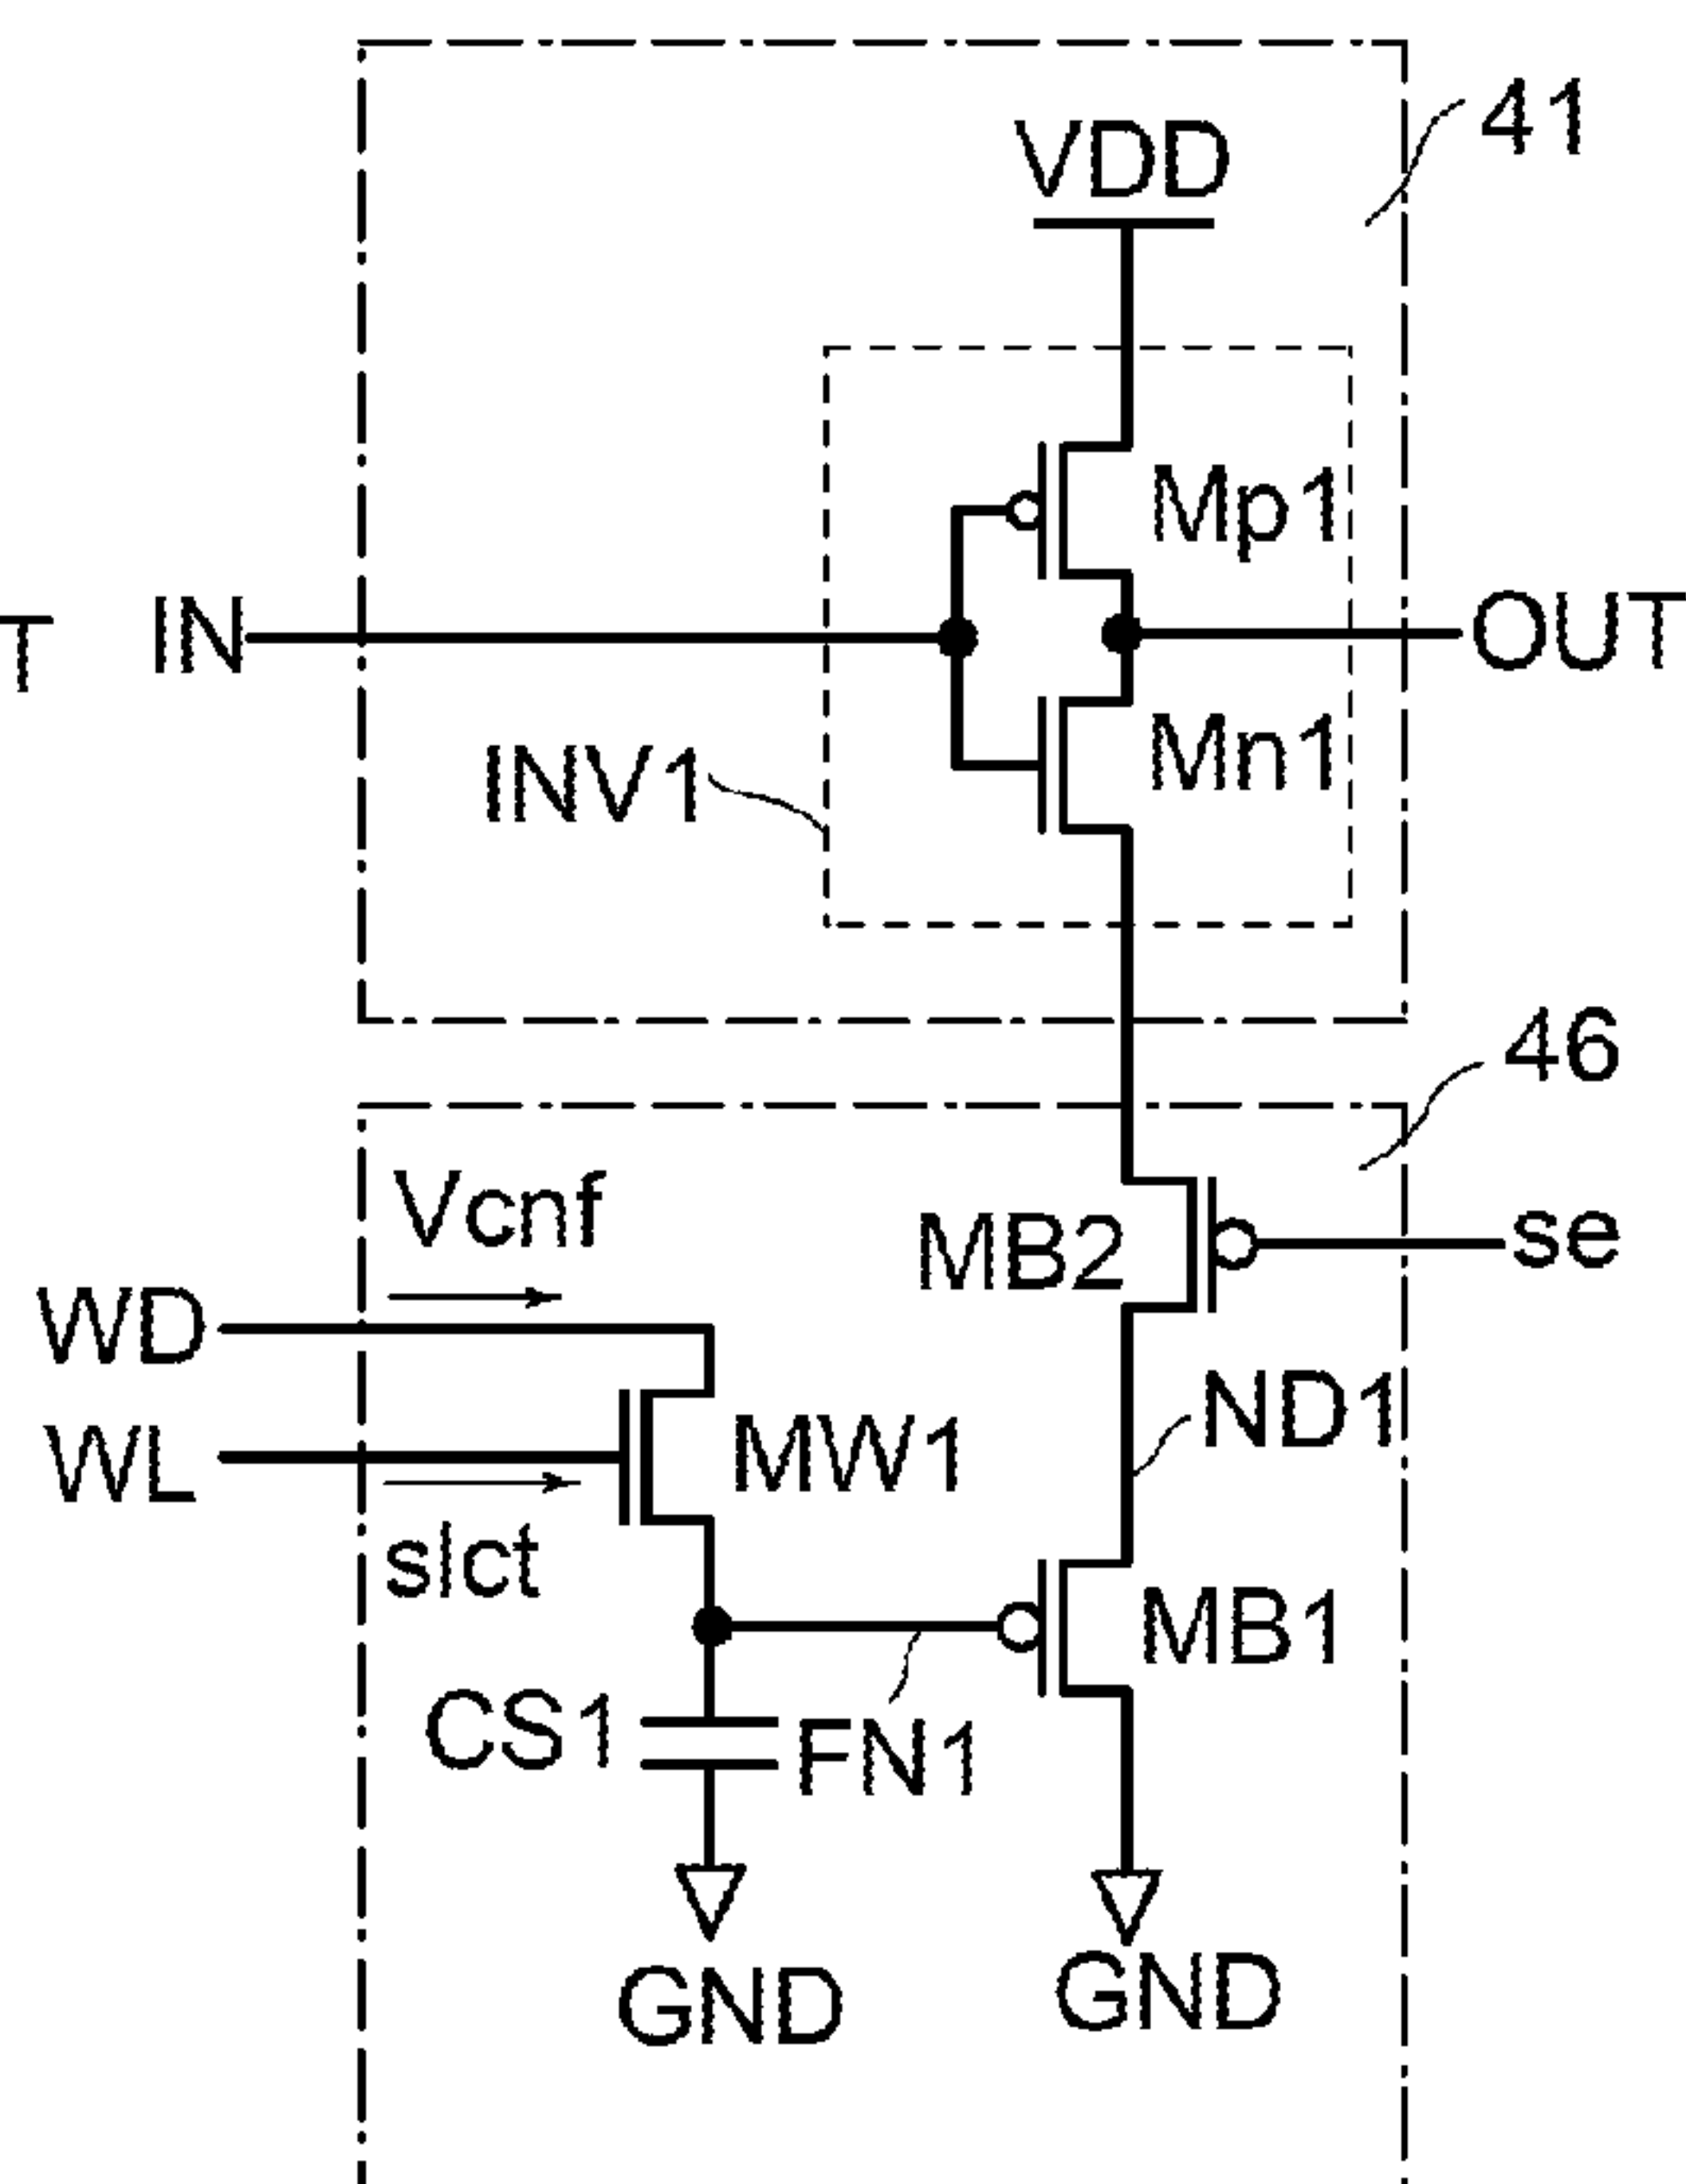 41
VDD
Mp1
T
IN
OUT
Mn1
INV1
46
Vcnf
MB2
se
WD
ND1
WL
MW1
slct
MB1
CS1
FN1
GND
GND